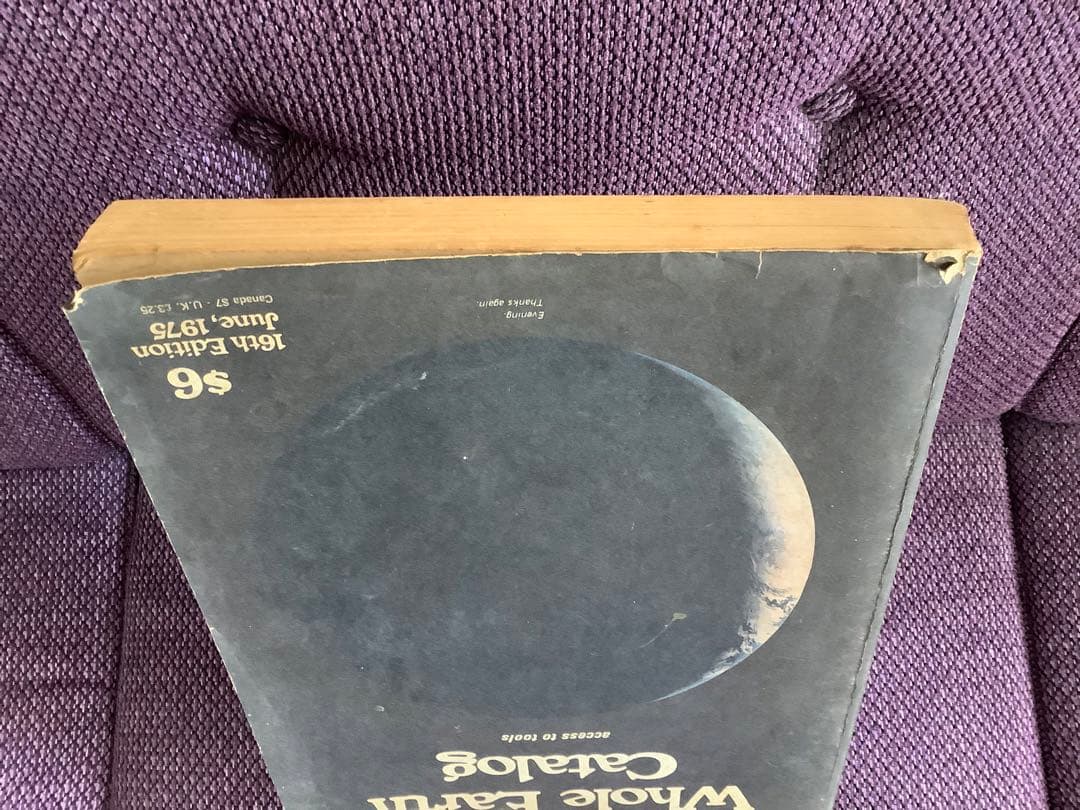 Whole Earth
Catalog
access to tools
Evening.
Thanks again.
$6
16th Edition
June, 1975
Canada $7 · U.K. £3.25